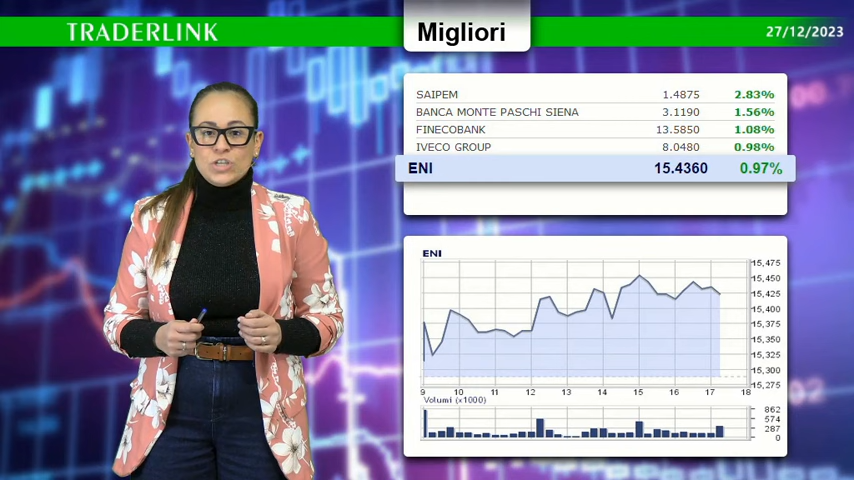 TRADERLINK
Migliori
27/12/2023
SAIPEM 1.4875 2.83%
BANCA MONTE PASCHI SIENA 3.1190 1.56%
FINECOBANK 13.5850 1.08%
IVECO GROUP 8.0480 0.98%
ENI 15.4360 0.97%
ENI
15,475
15,450
15,425
15,400
15,375
15,350
15,325
15,300
15,275
9 10 11 12 13 14 15 16 17 18
Volumi (x1000)
862
574
287
0